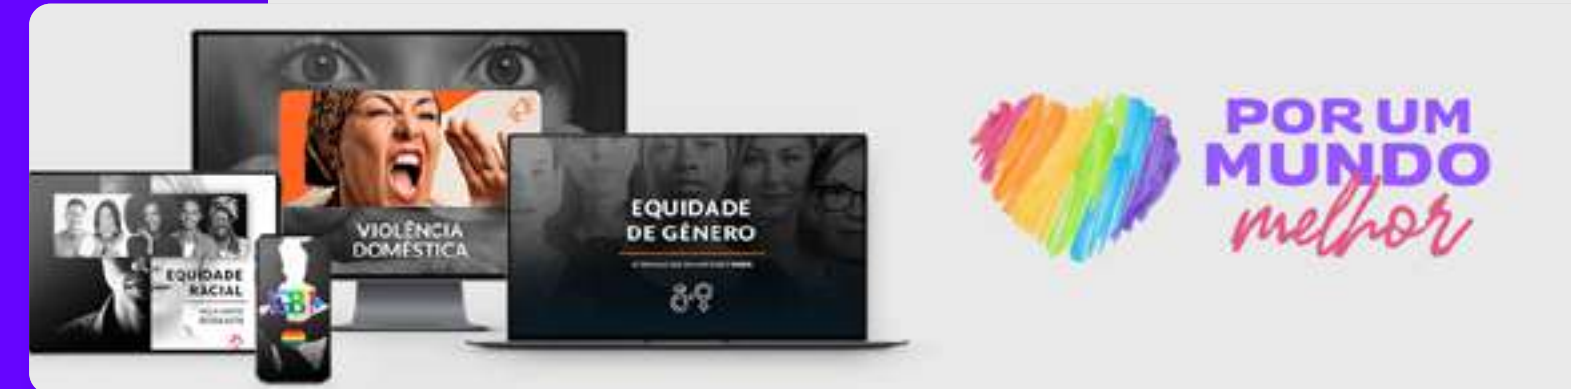 VIOLÊNCIA
DOMÉSTICA
EQUIDADE
DE GÊNERO
EQUIDADE
RACIAL
POR UM
MUNDO
melhor